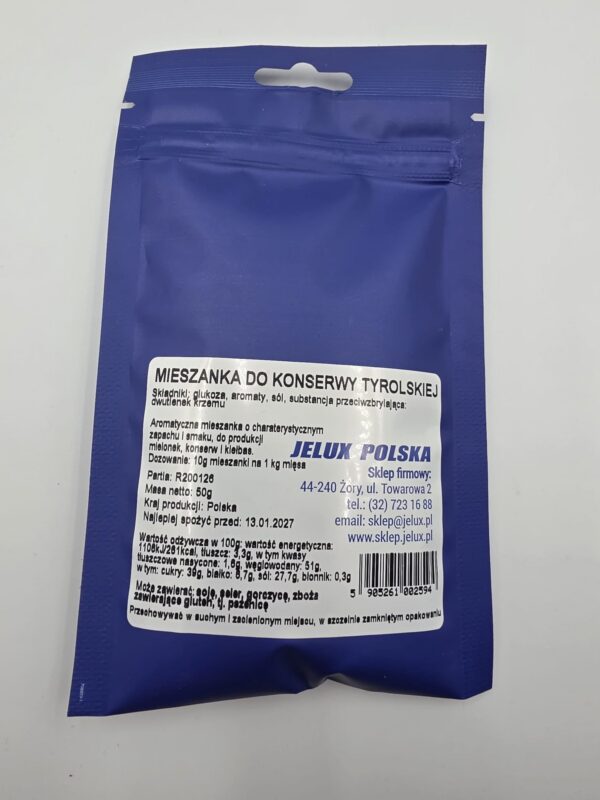 MIESZANKA DO KONSERWY TYROLSKIEJ
Składniki: glukoza, aromaty, sól, substancja przeciwzbrylająca:
dwutlenek krzemu
Aromatyczna mieszanka o charaterystycznym
zapachu i smaku, do produkcji
mielonek, konserw i kiełbas.
Dozowanie: 10g mieszanki na 1 kg mięsa
Partia: R200126
Masa netto: 50g
Kraj produkcji: Polska
Najlepiej spożyć przed: 13.01.2027
JELUX POLSKA
Sklep firmowy:
44-240 Żory, ul. Towarowa 2
tel.: (32) 723 16 88
email: sklep@jelux.pl
www.sklep.jelux.pl
Wartość odżywcza w 100g: wartość energetyczna:
1106kJ/261kcal, tłuszcz: 3,3g, w tym kwasy
tłuszczowe nasycone: 1,6g, węglowodany: 51g,
w tym: cukry: 39g, białko: 6,7g, sól: 27,7g, błonnik: 0,3g
5 905261 002594
Może zawierać: soję, seler, gorczycę, zboża
zawierające gluten, tj. pszenicę
Przechowywać w suchym i zacienionym miejscu, w szczelnie zamkniętym opakowaniu